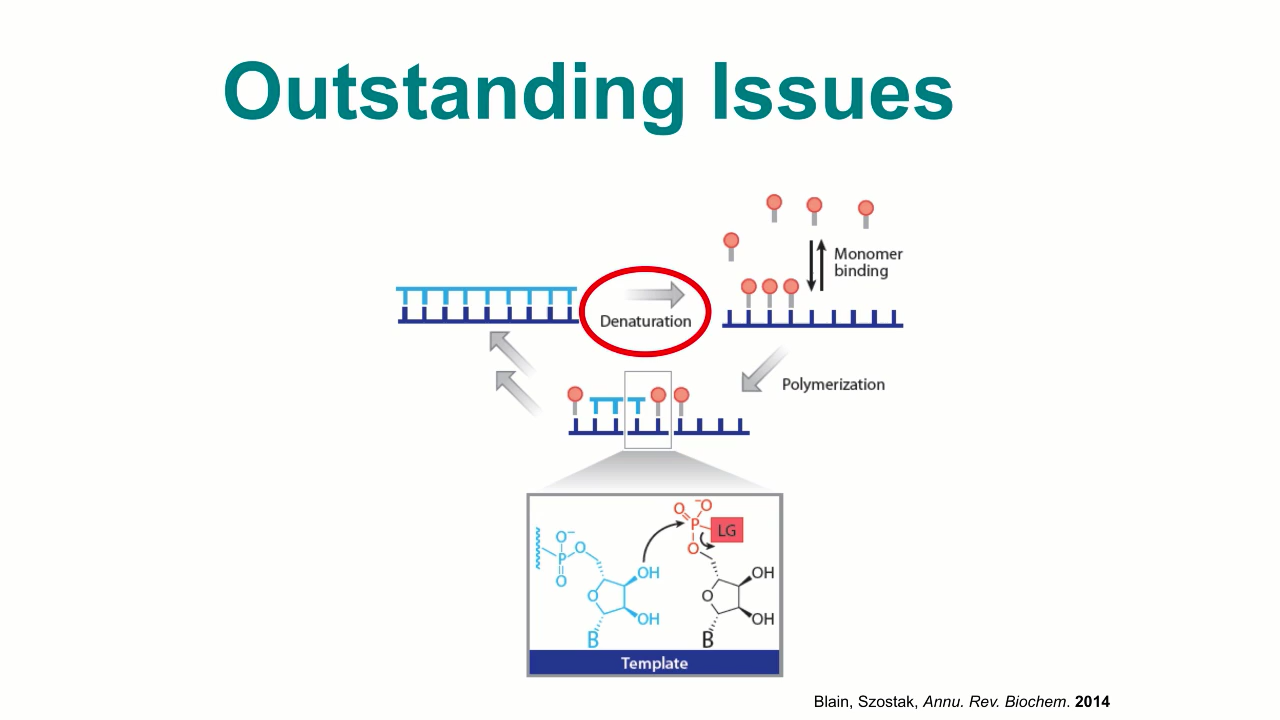 Outstanding Issues
Monomer
binding
Denaturation
Polymerization
O⁻
P
O
O
O
OH
OH
B
O
⁻O
P
LG
O
O
OH
OH
B
Template
Blain, Szostak, Annu. Rev. Biochem. 2014